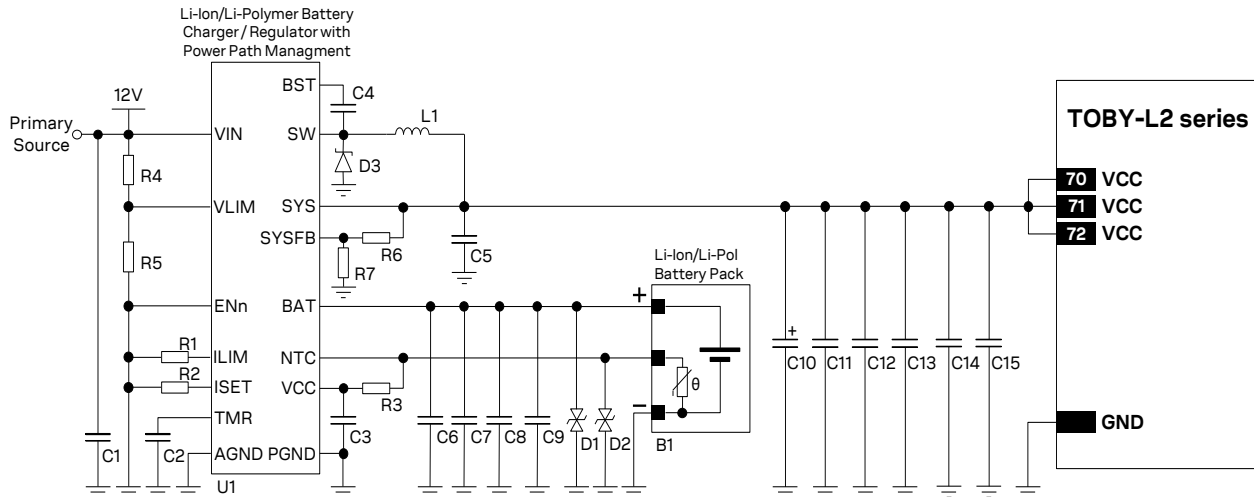 Li-Ion/Li-Polymer Battery
Charger / Regulator with
Power Path Managment
12V
Primary
Source
VIN
R4
VLIM
R5
ENn
R1
ILIM
R2
ISET
TMR
AGND
C1
C2
U1
BST
C4
SW
L1
D3
SYS
SYSFB
R6
R7
C5
BAT
NTC
VCC
R3
C3
PGND
C6
C7
C8
C9
D1
D2
Li-Ion/Li-Pol
Battery Pack
+
θ
−
B1
+
C10
C11
C12
C13
C14
C15
TOBY-L2 series
70 VCC
71 VCC
72 VCC
GND